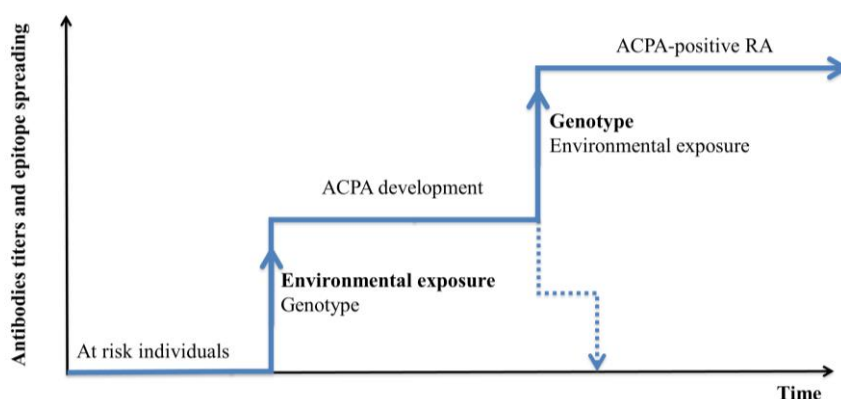 Antibodies titers and epitope spreading
ACPA-positive RA
Genotype
Environmental exposure
ACPA development
Environmental exposure
Genotype
At risk individuals
Time